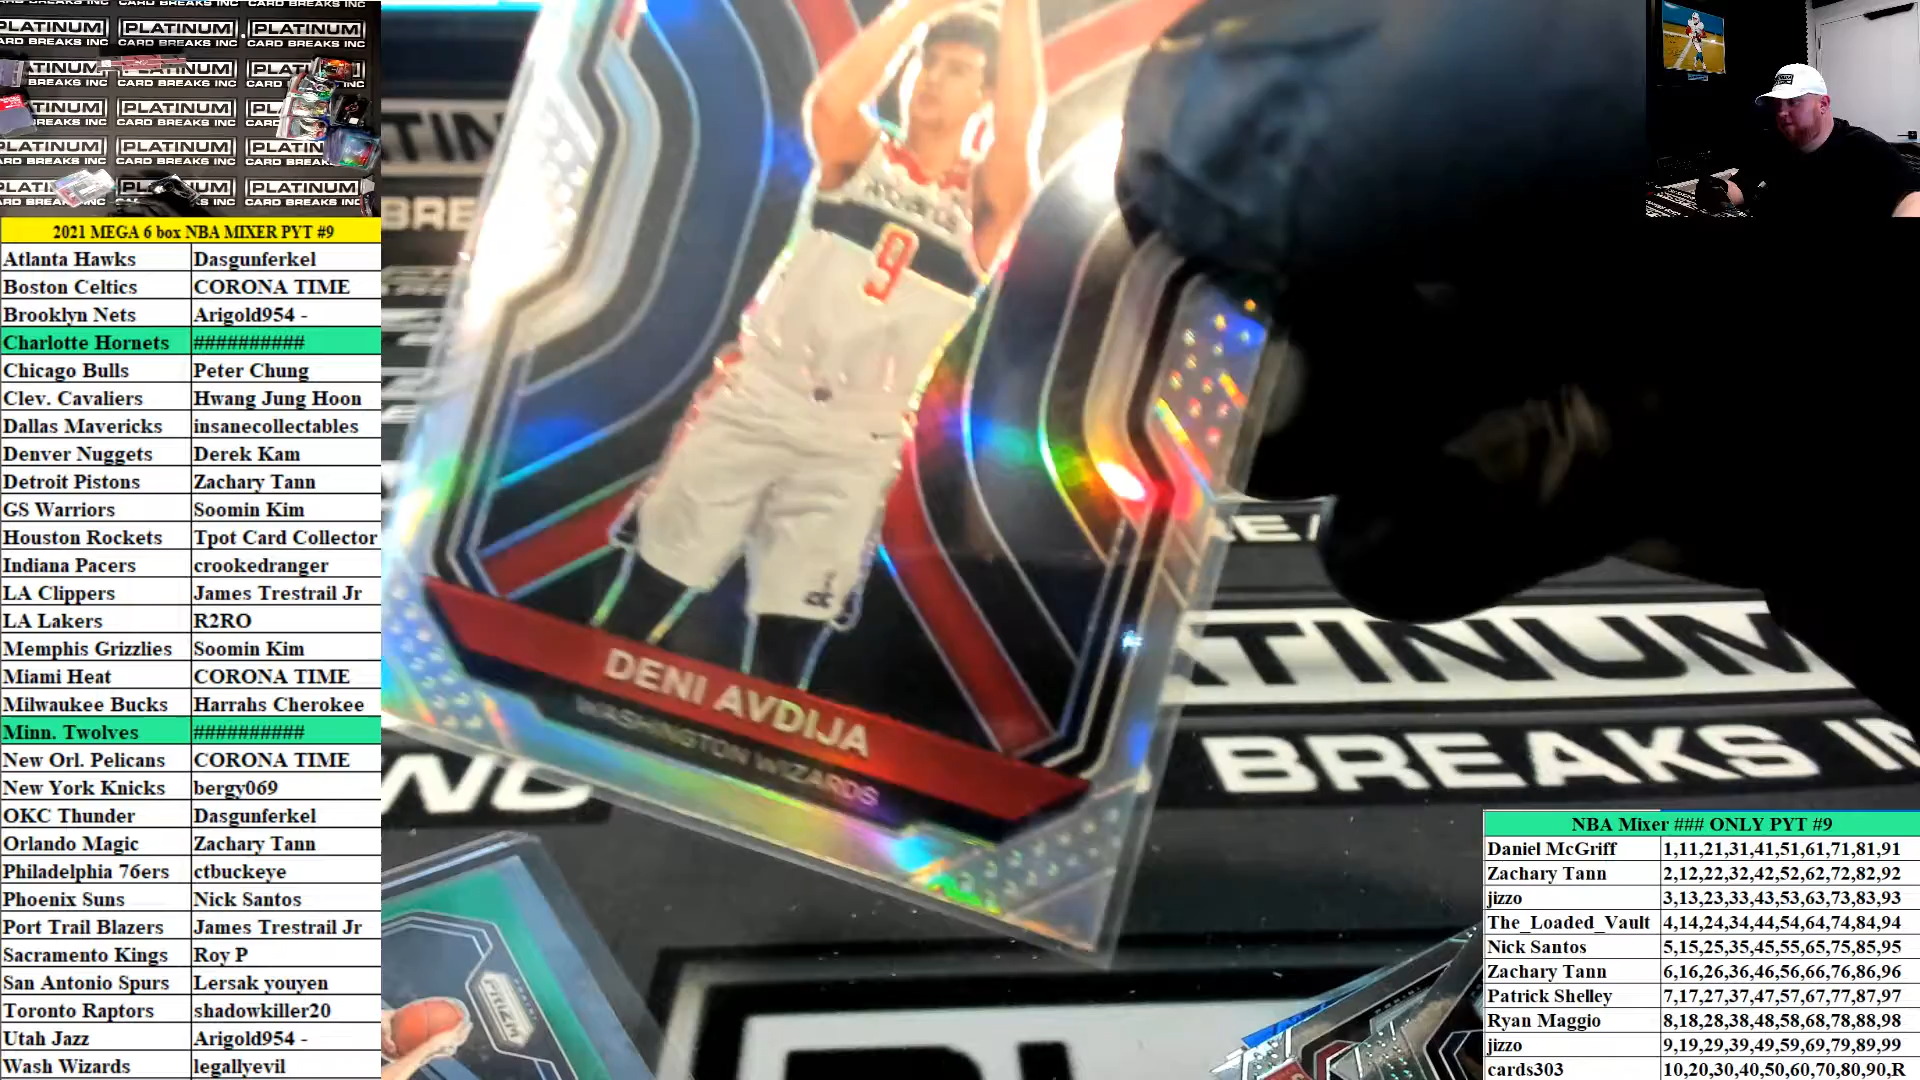 PLATINUM PLATINUM PLATINUM
CARD BREAKS INC CARD BREAKS INC CARD BREAKS INC
2021 MEGA 6 box NBA MIXER PYT #9
Atlanta Hawks Dasgunferkel
Boston Celtics CORONA TIME
Brooklyn Nets Arigold954 -
Charlotte Hornets ##########
Chicago Bulls Peter Chung
Clev. Cavaliers Hwang Jung Hoon
Dallas Mavericks insanecollectables
Denver Nuggets Derek Kam
Detroit Pistons Zachary Tann
GS Warriors Soomin Kim
Houston Rockets Tpot Card Collector
Indiana Pacers crookedranger
LA Clippers James Trestrail Jr
LA Lakers R2RO
Memphis Grizzlies Soomin Kim
Miami Heat CORONA TIME
Milwaukee Bucks Harrahs Cherokee
Minn. Twolves ##########
New Orl. Pelicans CORONA TIME
New York Knicks bergy069
OKC Thunder Dasgunferkel
Orlando Magic Zachary Tann
Philadelphia 76ers ctbuckeye
Phoenix Suns Nick Santos
Port Trail Blazers James Trestrail Jr
Sacramento Kings Roy P
San Antonio Spurs Lersak youyen
Toronto Raptors shadowkiller20
Utah Jazz Arigold954 -
Wash Wizards legallyevil
9
DENI AVDIJA
WASHINGTON WIZARDS
PRIZM
TINUM
BREAKS IN
NBA Mixer ### ONLY PYT #9
Daniel McGriff 1,11,21,31,41,51,61,71,81,91
Zachary Tann 2,12,22,32,42,52,62,72,82,92
jizzo 3,13,23,33,43,53,63,73,83,93
The_Loaded_Vault 4,14,24,34,44,54,64,74,84,94
Nick Santos 5,15,25,35,45,55,65,75,85,95
Zachary Tann 6,16,26,36,46,56,66,76,86,96
Patrick Shelley 7,17,27,37,47,57,67,77,87,97
Ryan Maggio 8,18,28,38,48,58,68,78,88,98
jizzo 9,19,29,39,49,59,69,79,89,99
cards303 10,20,30,40,50,60,70,80,90,R